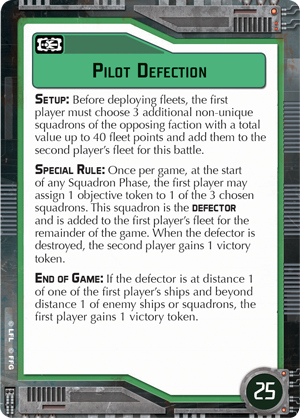 PILOT DEFECTION
SETUP: Before deploying fleets, the first
player must choose 3 additional non-unique
squadrons of the opposing faction with a total
value up to 40 fleet points and add them to the
second player's fleet for this battle.
SPECIAL RULE: Once per game, at the start
of any Squadron Phase, the first player may
assign 1 objective token to 1 of the 3 chosen
squadrons. This squadron is the DEFECTOR
and is added to the first player's fleet for the
remainder of the game. When the defector is
destroyed, the second player gains 1 victory
token.
END OF GAME: If the defector is at distance 1
of one of the first player's ships and beyond
distance 1 of enemy ships or squadrons, the
first player gains 1 victory token.
© LFL © FFG
25